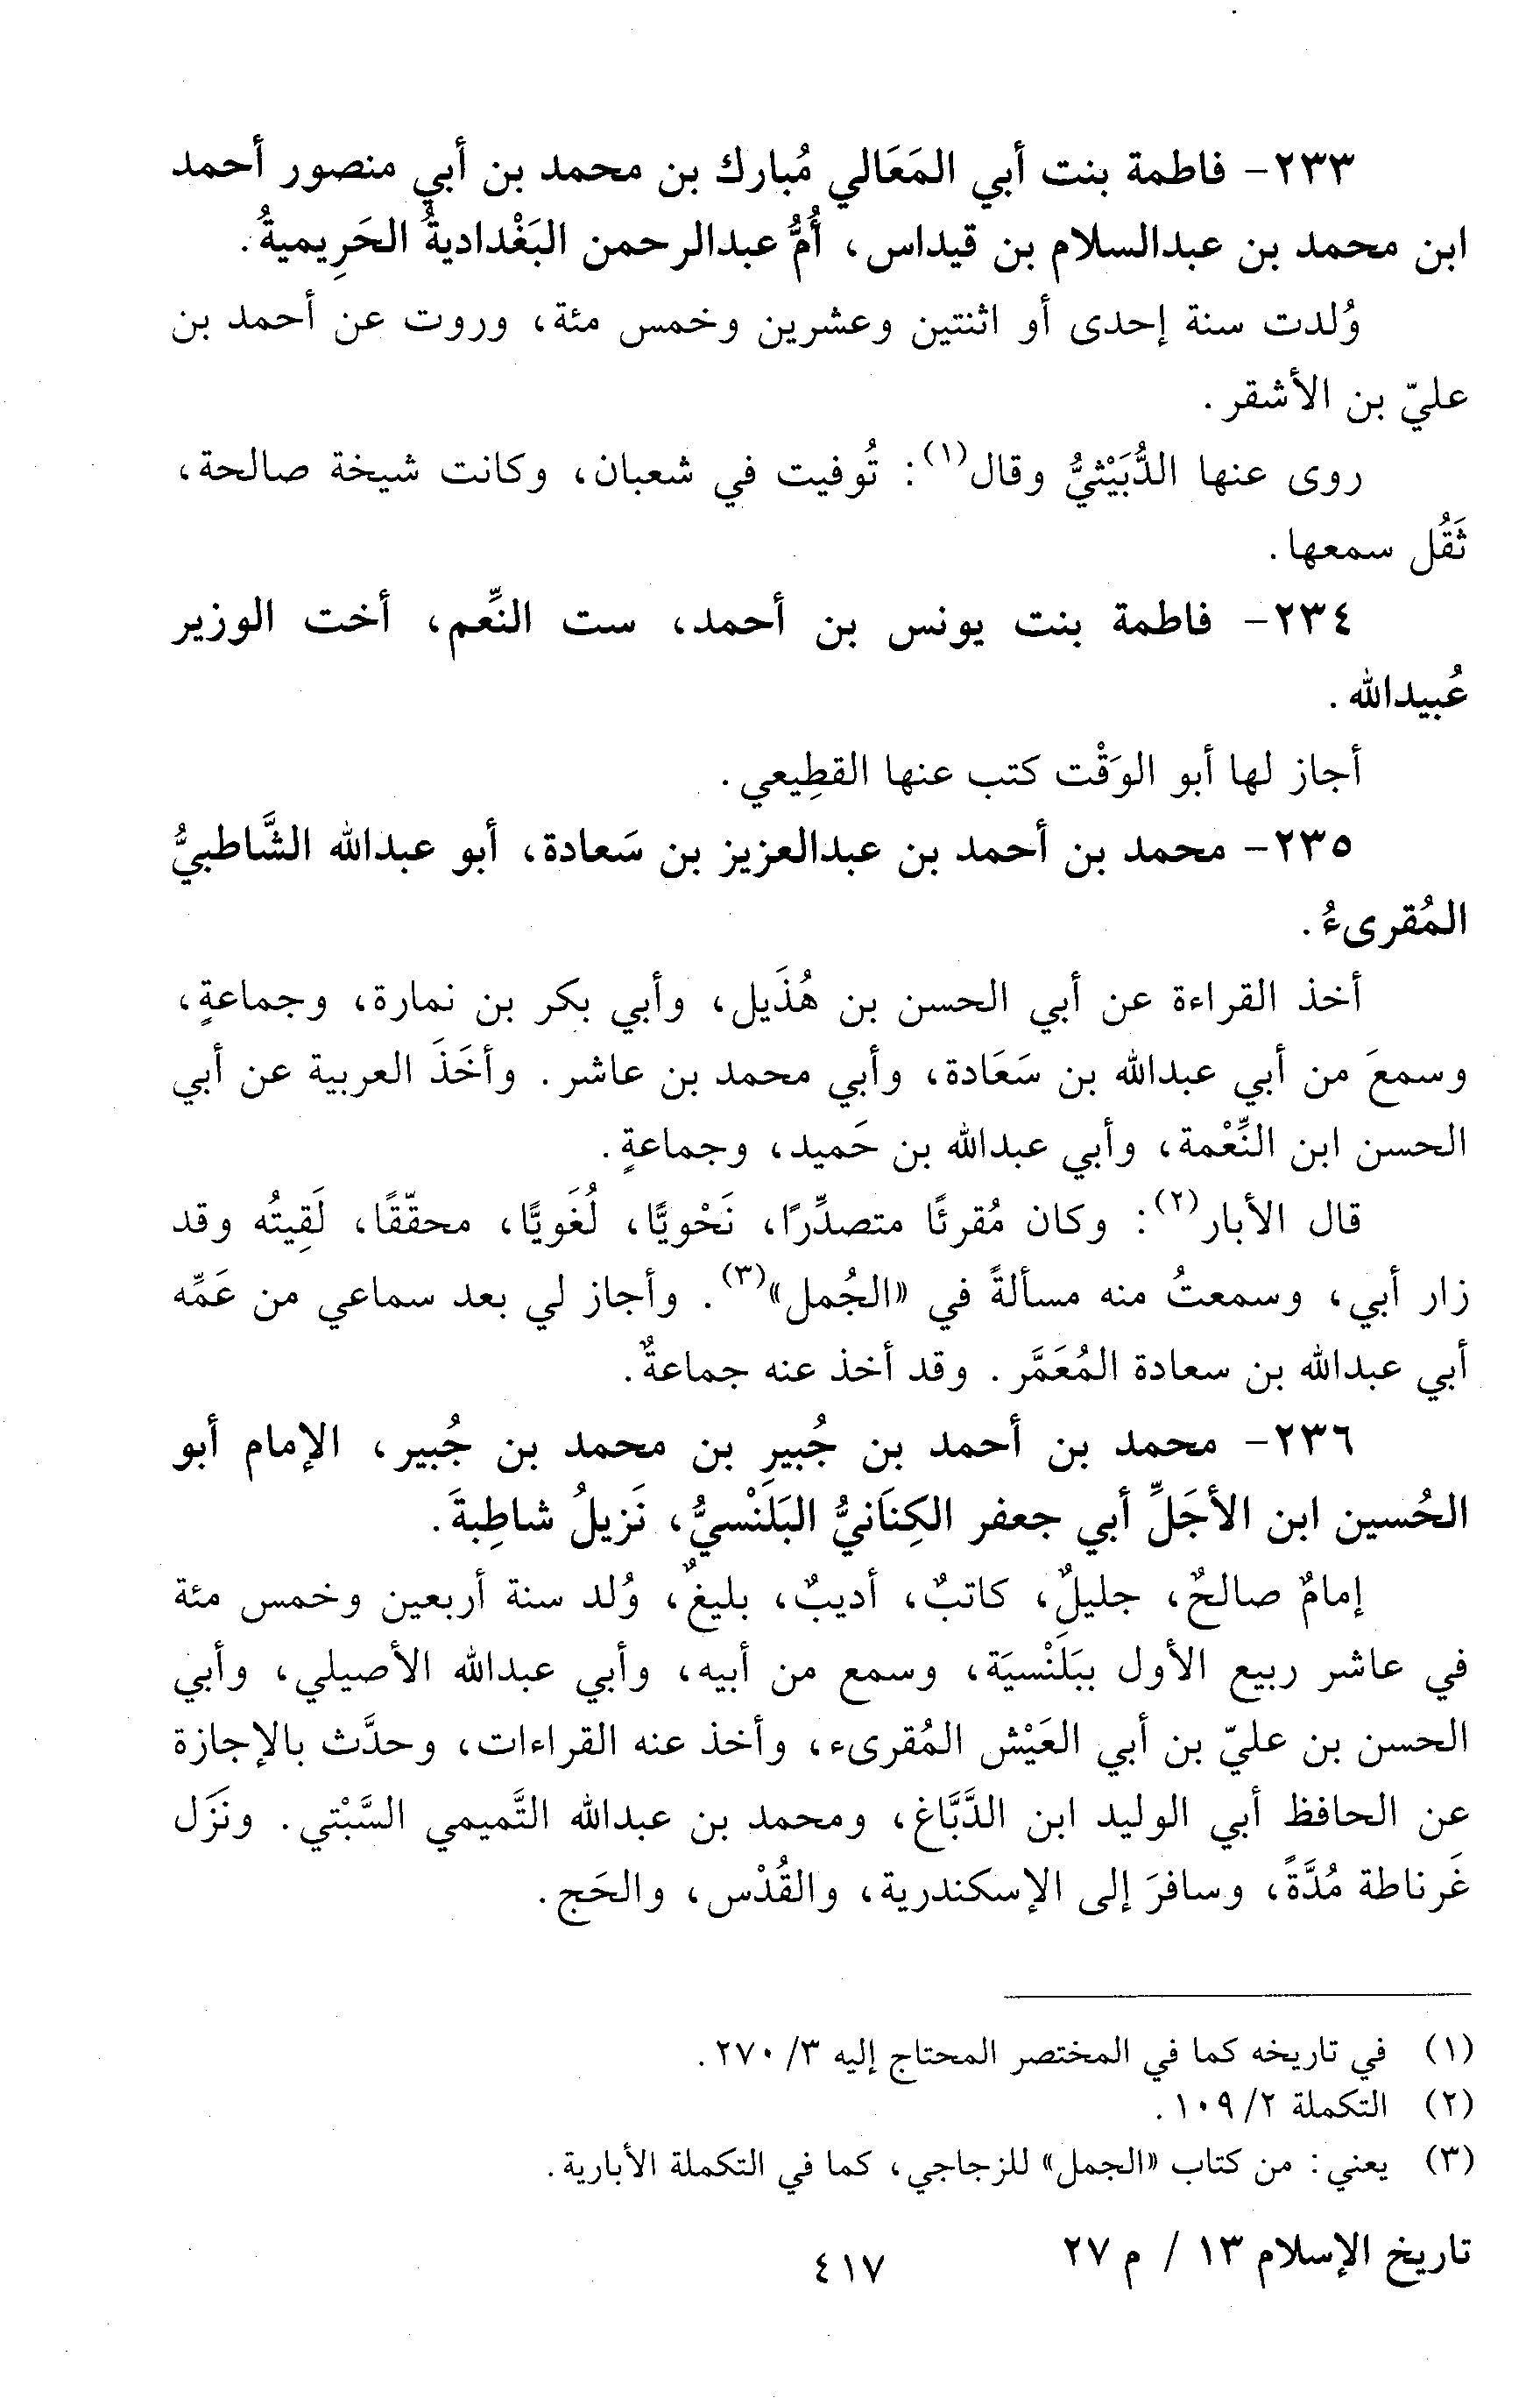 ٢٣٣- فاطمة بنت أبي المَعَالي مُبارك بن محمد بن أبي منصور أحمد
ابن محمد بن عبدالسلام بن قيداس، أُمُّ عبدالرحمن البَغْداديةُ الحَرِيميةُ.
وُلدت سنة إحدى أو اثنتين وعشرين وخمس مئة، وروت عن أحمد بن
عليّ بن الأشقر.
روى عنها الدُّبَيْثيُّ وقال(١): تُوفيت في شعبان، وكانت شيخة صالحة،
ثَقُل سمعها.
٢٣٤- فاطمة بنت يونس بن أحمد، ست النِّعم، أخت الوزير
عُبيدالله.
أجاز لها أبو الوَقْت كتب عنها القطِيعي.
٢٣٥- محمد بن أحمد بن عبدالعزيز بن سَعادة، أبو عبدالله الشَّاطبيُّ
المُقرىءُ.
أخذ القراءة عن أبي الحسن بن هُذَيل، وأبي بكر بن نمارة، وجماعةٍ،
وسمعَ من أبي عبدالله بن سَعَادة، وأبي محمد بن عاشر. وأخَذَ العربية عن أبي
الحسن ابن النِّعْمة، وأبي عبدالله بن حَميد، وجماعةٍ.
قال الأبار(٢): وكان مُقرئًا متصدِّرًا، نَحْويًّا، لُغَويًّا، محقّقًا، لَقِيتُه وقد
زار أبي، وسمعتُ منه مسألةً في «الجُمل»(٣). وأجاز لي بعد سماعي من عَمِّه
أبي عبدالله بن سعادة المُعَمَّر. وقد أخذ عنه جماعةٌ.
٢٣٦- محمد بن أحمد بن جُبيرِ بن محمد بن جُبير، الإمام أبو
الحُسين ابن الأجَلِّ أبي جعفر الكِنَانيُّ البَلَنْسيُّ، نَزيلُ شاطِبةَ.
إمامٌ صالحٌ، جليلٌ، كاتبٌ، أديبٌ، بليغٌ، وُلد سنة أربعين وخمس مئة
في عاشر ربيع الأول ببَلَنْسيَة، وسمع من أبيه، وأبي عبدالله الأصيلي، وأبي
الحسن بن عليّ بن أبي العَيْش المُقرىء، وأخذ عنه القراءات، وحدَّث بالإجازة
عن الحافظ أبي الوليد ابن الدَّبَّاغ، ومحمد بن عبدالله التَّميمي السَّبْتي. ونَزَل
غَرناطة مُدَّةً، وسافرَ إلى الإسكندرية، والقُدْس، والحَج.
(١) في تاريخه كما في المختصر المحتاج إليه ٣/ ٢٧٠.
(٢) التكملة ٢/ ١٠٩.
(٣) يعني: من كتاب «الجمل» للزجاجي، كما في التكملة الأبارية.
تاريخ الإسلام ١٣ / م ٢٧
٤١٧